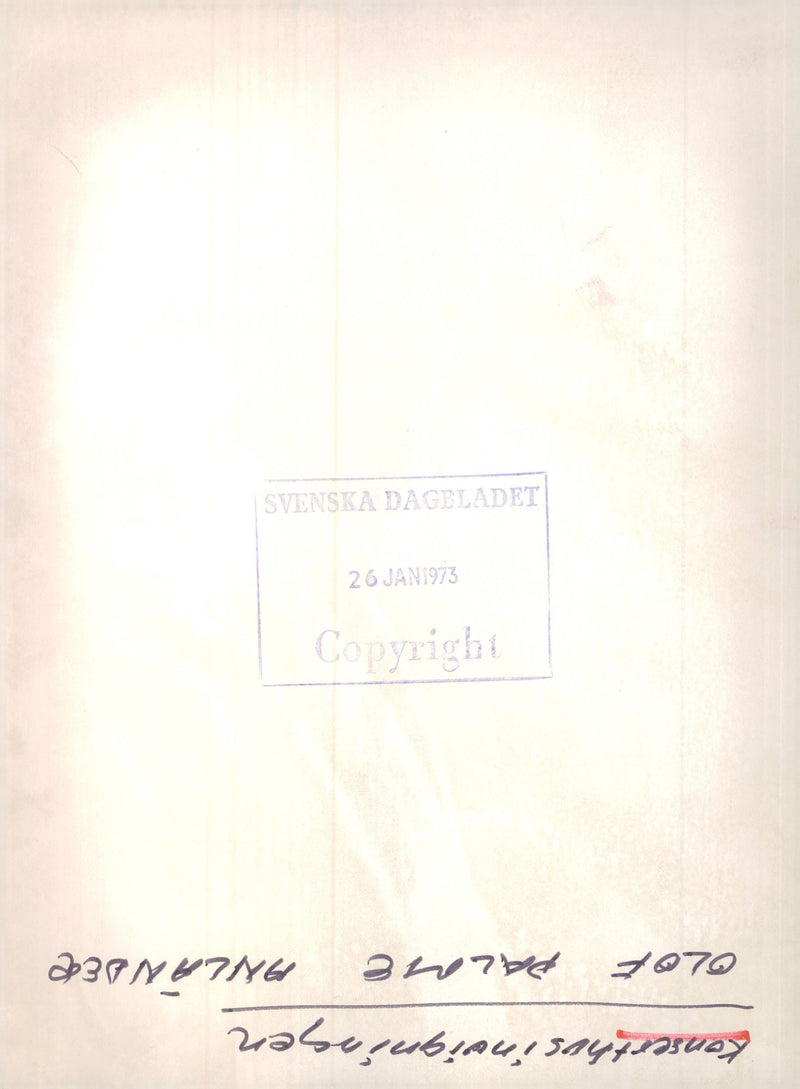 SVENSKA DAGBLADET
26 JAN 1973
Copyright
Konserthusinvigningen
OLOF PALME ANLÄNDER